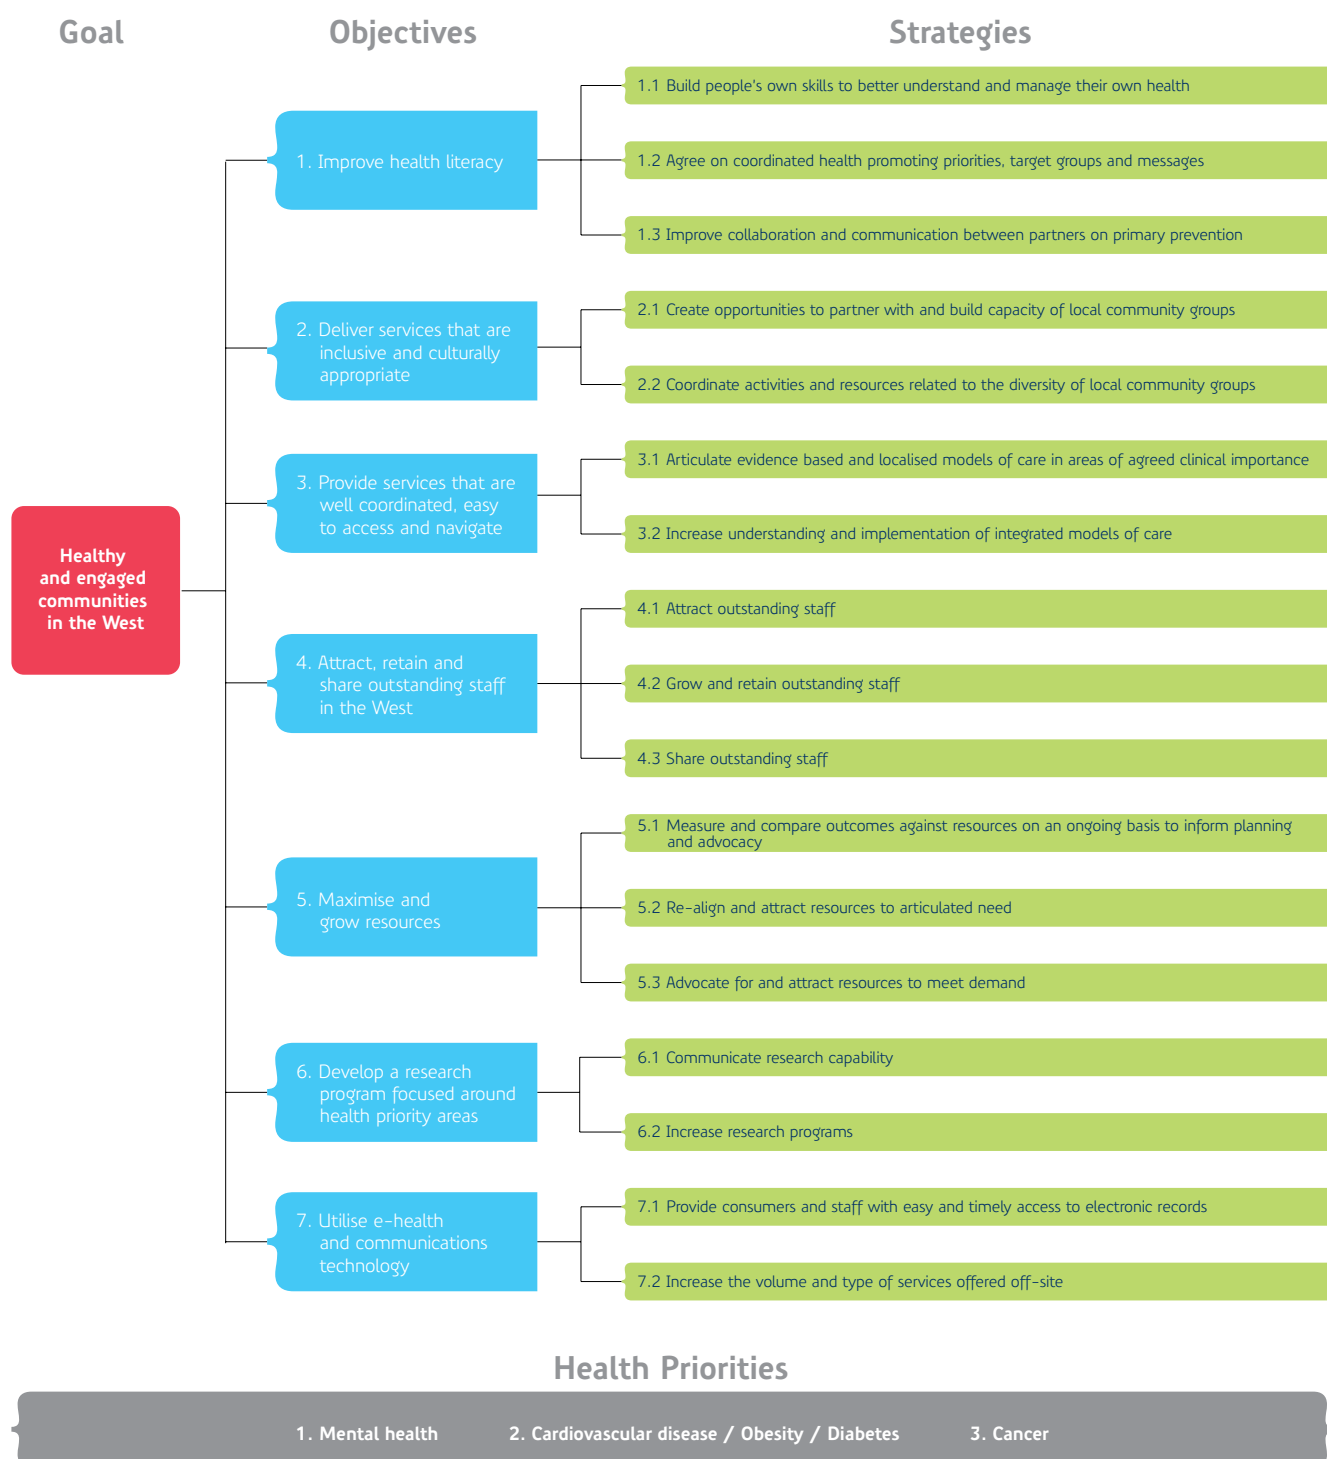 Goal
Objectives
Strategies
Healthy
and engaged
communities
in the West
1. Improve health literacy
1.1 Build people's own skills to better understand and manage their own health
1.2 Agree on coordinated health promoting priorities, target groups and messages
1.3 Improve collaboration and communication between partners on primary prevention
2. Deliver services that are
inclusive and culturally
appropriate
2.1 Create opportunities to partner with and build capacity of local community groups
2.2 Coordinate activities and resources related to the diversity of local community groups
3. Provide services that are
well coordinated, easy
to access and navigate
3.1 Articulate evidence based and localised models of care in areas of agreed clinical importance
3.2 Increase understanding and implementation of integrated models of care
4. Attract, retain and
share outstanding staff
in the West
4.1 Attract outstanding staff
4.2 Grow and retain outstanding staff
4.3 Share outstanding staff
5. Maximise and
grow resources
5.1 Measure and compare outcomes against resources on an ongoing basis to inform planning
and advocacy
5.2 Re-align and attract resources to articulated need
5.3 Advocate for and attract resources to meet demand
6. Develop a research
program focused around
health priority areas
6.1 Communicate research capability
6.2 Increase research programs
7. Utilise e-health
and communications
technology
7.1 Provide consumers and staff with easy and timely access to electronic records
7.2 Increase the volume and type of services offered off-site
Health Priorities
1. Mental health
2. Cardiovascular disease / Obesity / Diabetes
3. Cancer